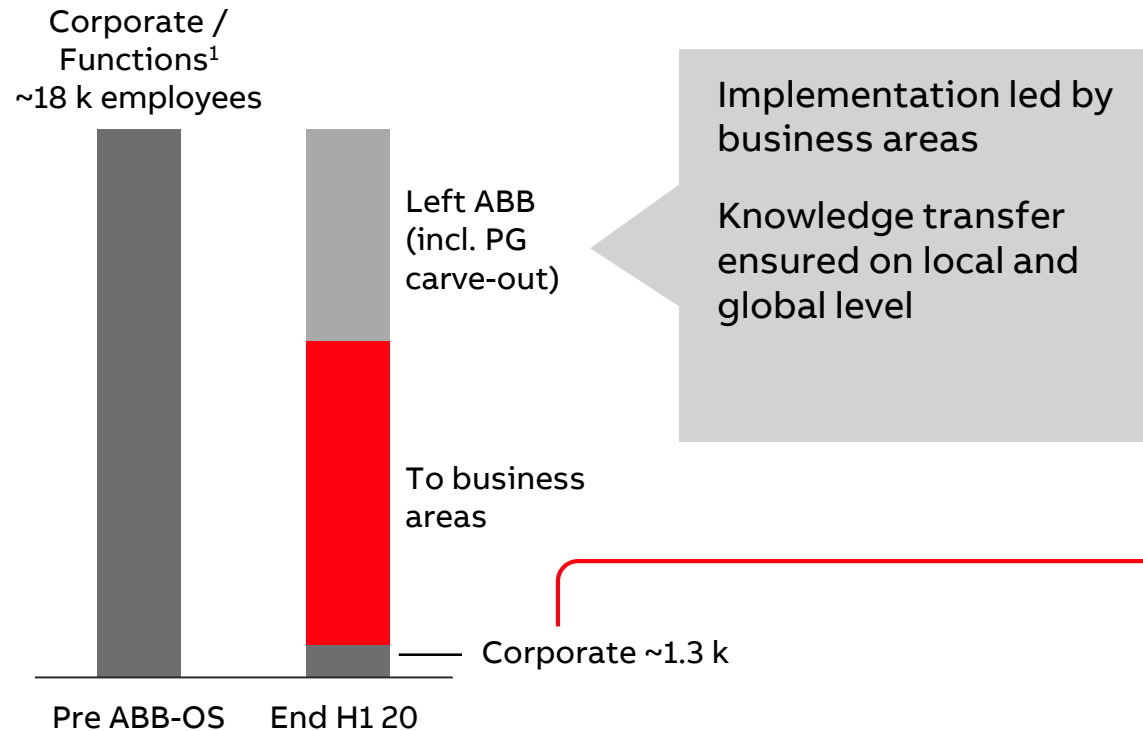 Corporate /
Functions¹
~18 k employees
Left ABB
(incl. PG
carve-out)
To business
areas
Corporate ~1.3 k
Pre ABB-OS
End H1 20
Implementation led by
business areas
Knowledge transfer
ensured on local and
global level